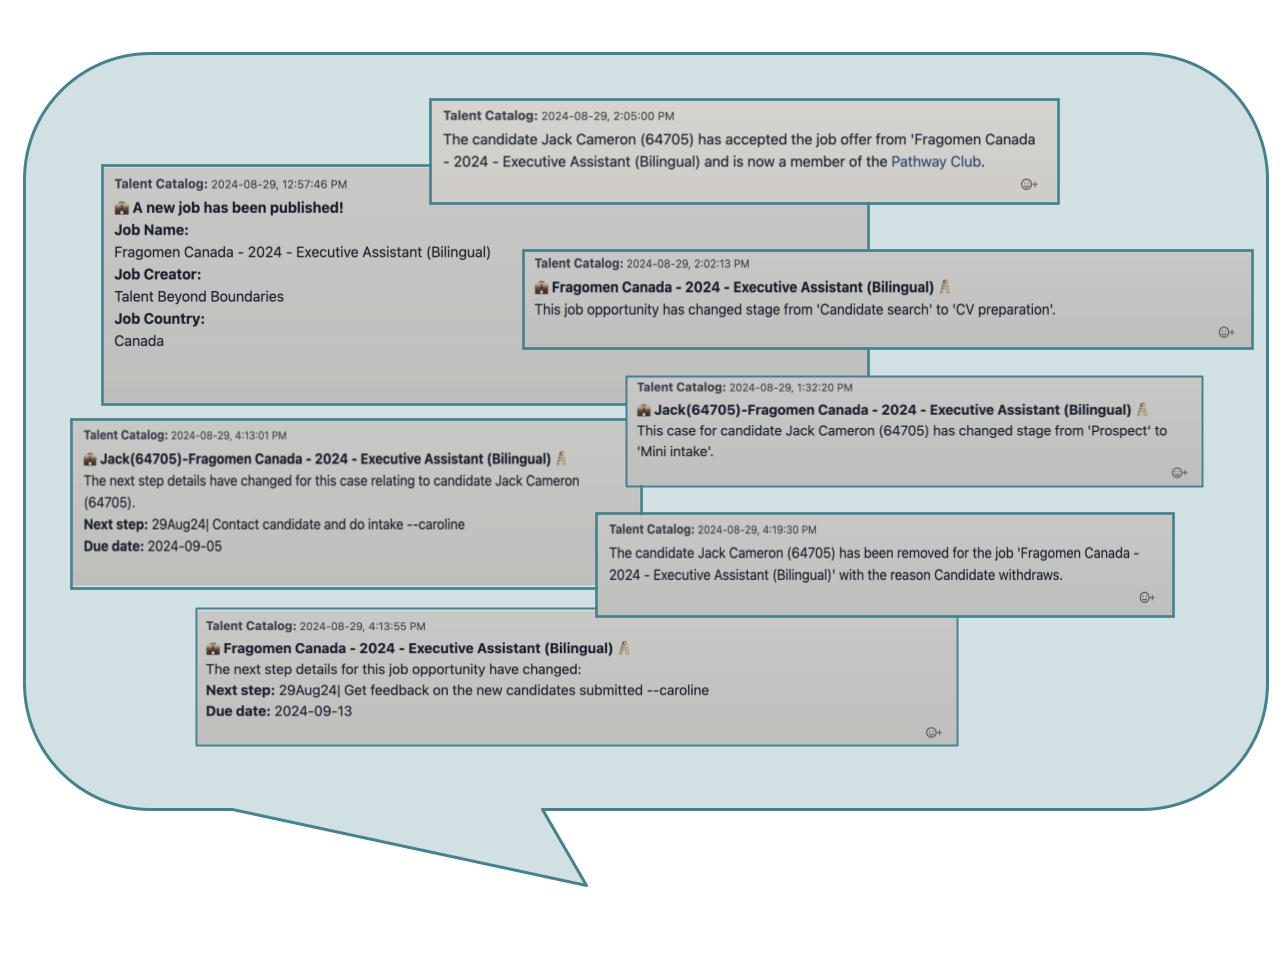 Talent Catalog: 2024-08-29, 2:05:00 PM
The candidate Jack Cameron (64705) has accepted the job offer from 'Fragomen Canada
- 2024 - Executive Assistant (Bilingual) and is now a member of the Pathway Club.
Talent Catalog: 2024-08-29, 12:57:46 PM
A new job has been published!
Job Name:
Fragomen Canada - 2024 - Executive Assistant (Bilingual)
Job Creator:
Talent Beyond Boundaries
Job Country:
Canada
Talent Catalog: 2024-08-29, 2:02:13 PM
Fragomen Canada - 2024 - Executive Assistant (Bilingual)
This job opportunity has changed stage from 'Candidate search' to 'CV preparation'.
Talent Catalog: 2024-08-29, 1:32:20 PM
Jack(64705)-Fragomen Canada - 2024 - Executive Assistant (Bilingual)
This case for candidate Jack Cameron (64705) has changed stage from 'Prospect' to
'Mini intake'.
Talent Catalog: 2024-08-29, 4:13:01 PM
Jack(64705)-Fragomen Canada - 2024 - Executive Assistant (Bilingual)
The next step details have changed for this case relating to candidate Jack Cameron
(64705).
Next step: 29Aug24| Contact candidate and do intake --caroline
Due date: 2024-09-05
Talent Catalog: 2024-08-29, 4:19:30 PM
The candidate Jack Cameron (64705) has been removed for the job 'Fragomen Canada -
2024 - Executive Assistant (Bilingual)' with the reason Candidate withdraws.
Talent Catalog: 2024-08-29, 4:13:55 PM
Fragomen Canada - 2024 - Executive Assistant (Bilingual)
The next step details for this job opportunity have changed:
Next step: 29Aug24| Get feedback on the new candidates submitted --caroline
Due date: 2024-09-13